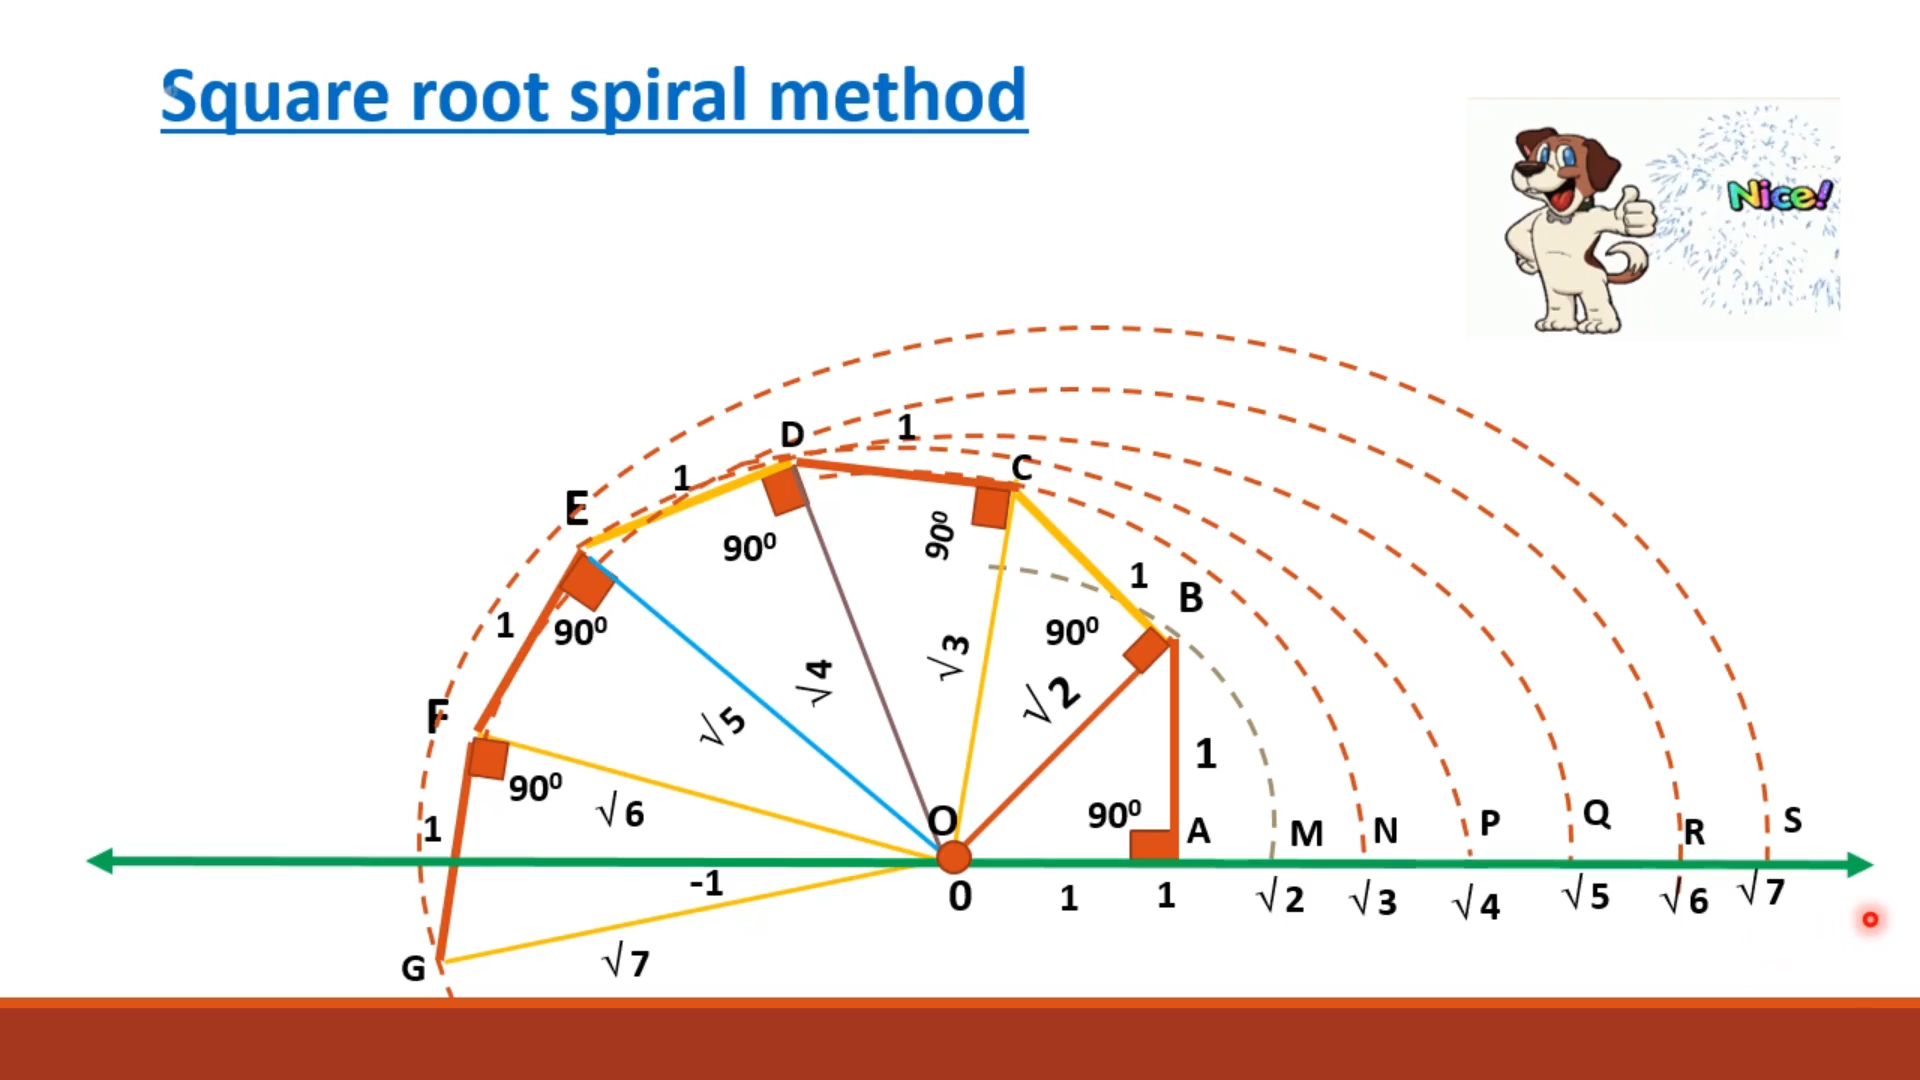 Square root spiral method
Nice!
D
1
C
1
E
90⁰
90⁰
1
B
1
90⁰
90⁰
√3
√4
√2
√5
F
1
90⁰
√6
1
O
90⁰
A
M
N
P
Q
R
S
-1
0
1
1
√2
√3
√4
√5
√6
√7
G
√7